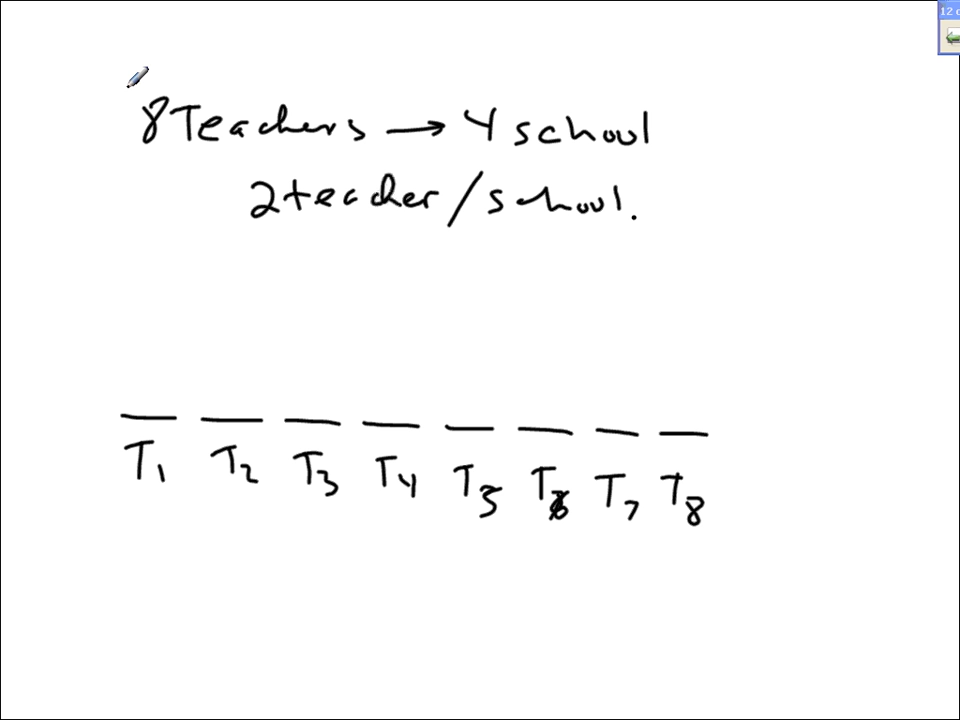 8 Teachers → 4 school
2 teacher / school.
T1 T2 T3 T4 T5 T6 T7 T8